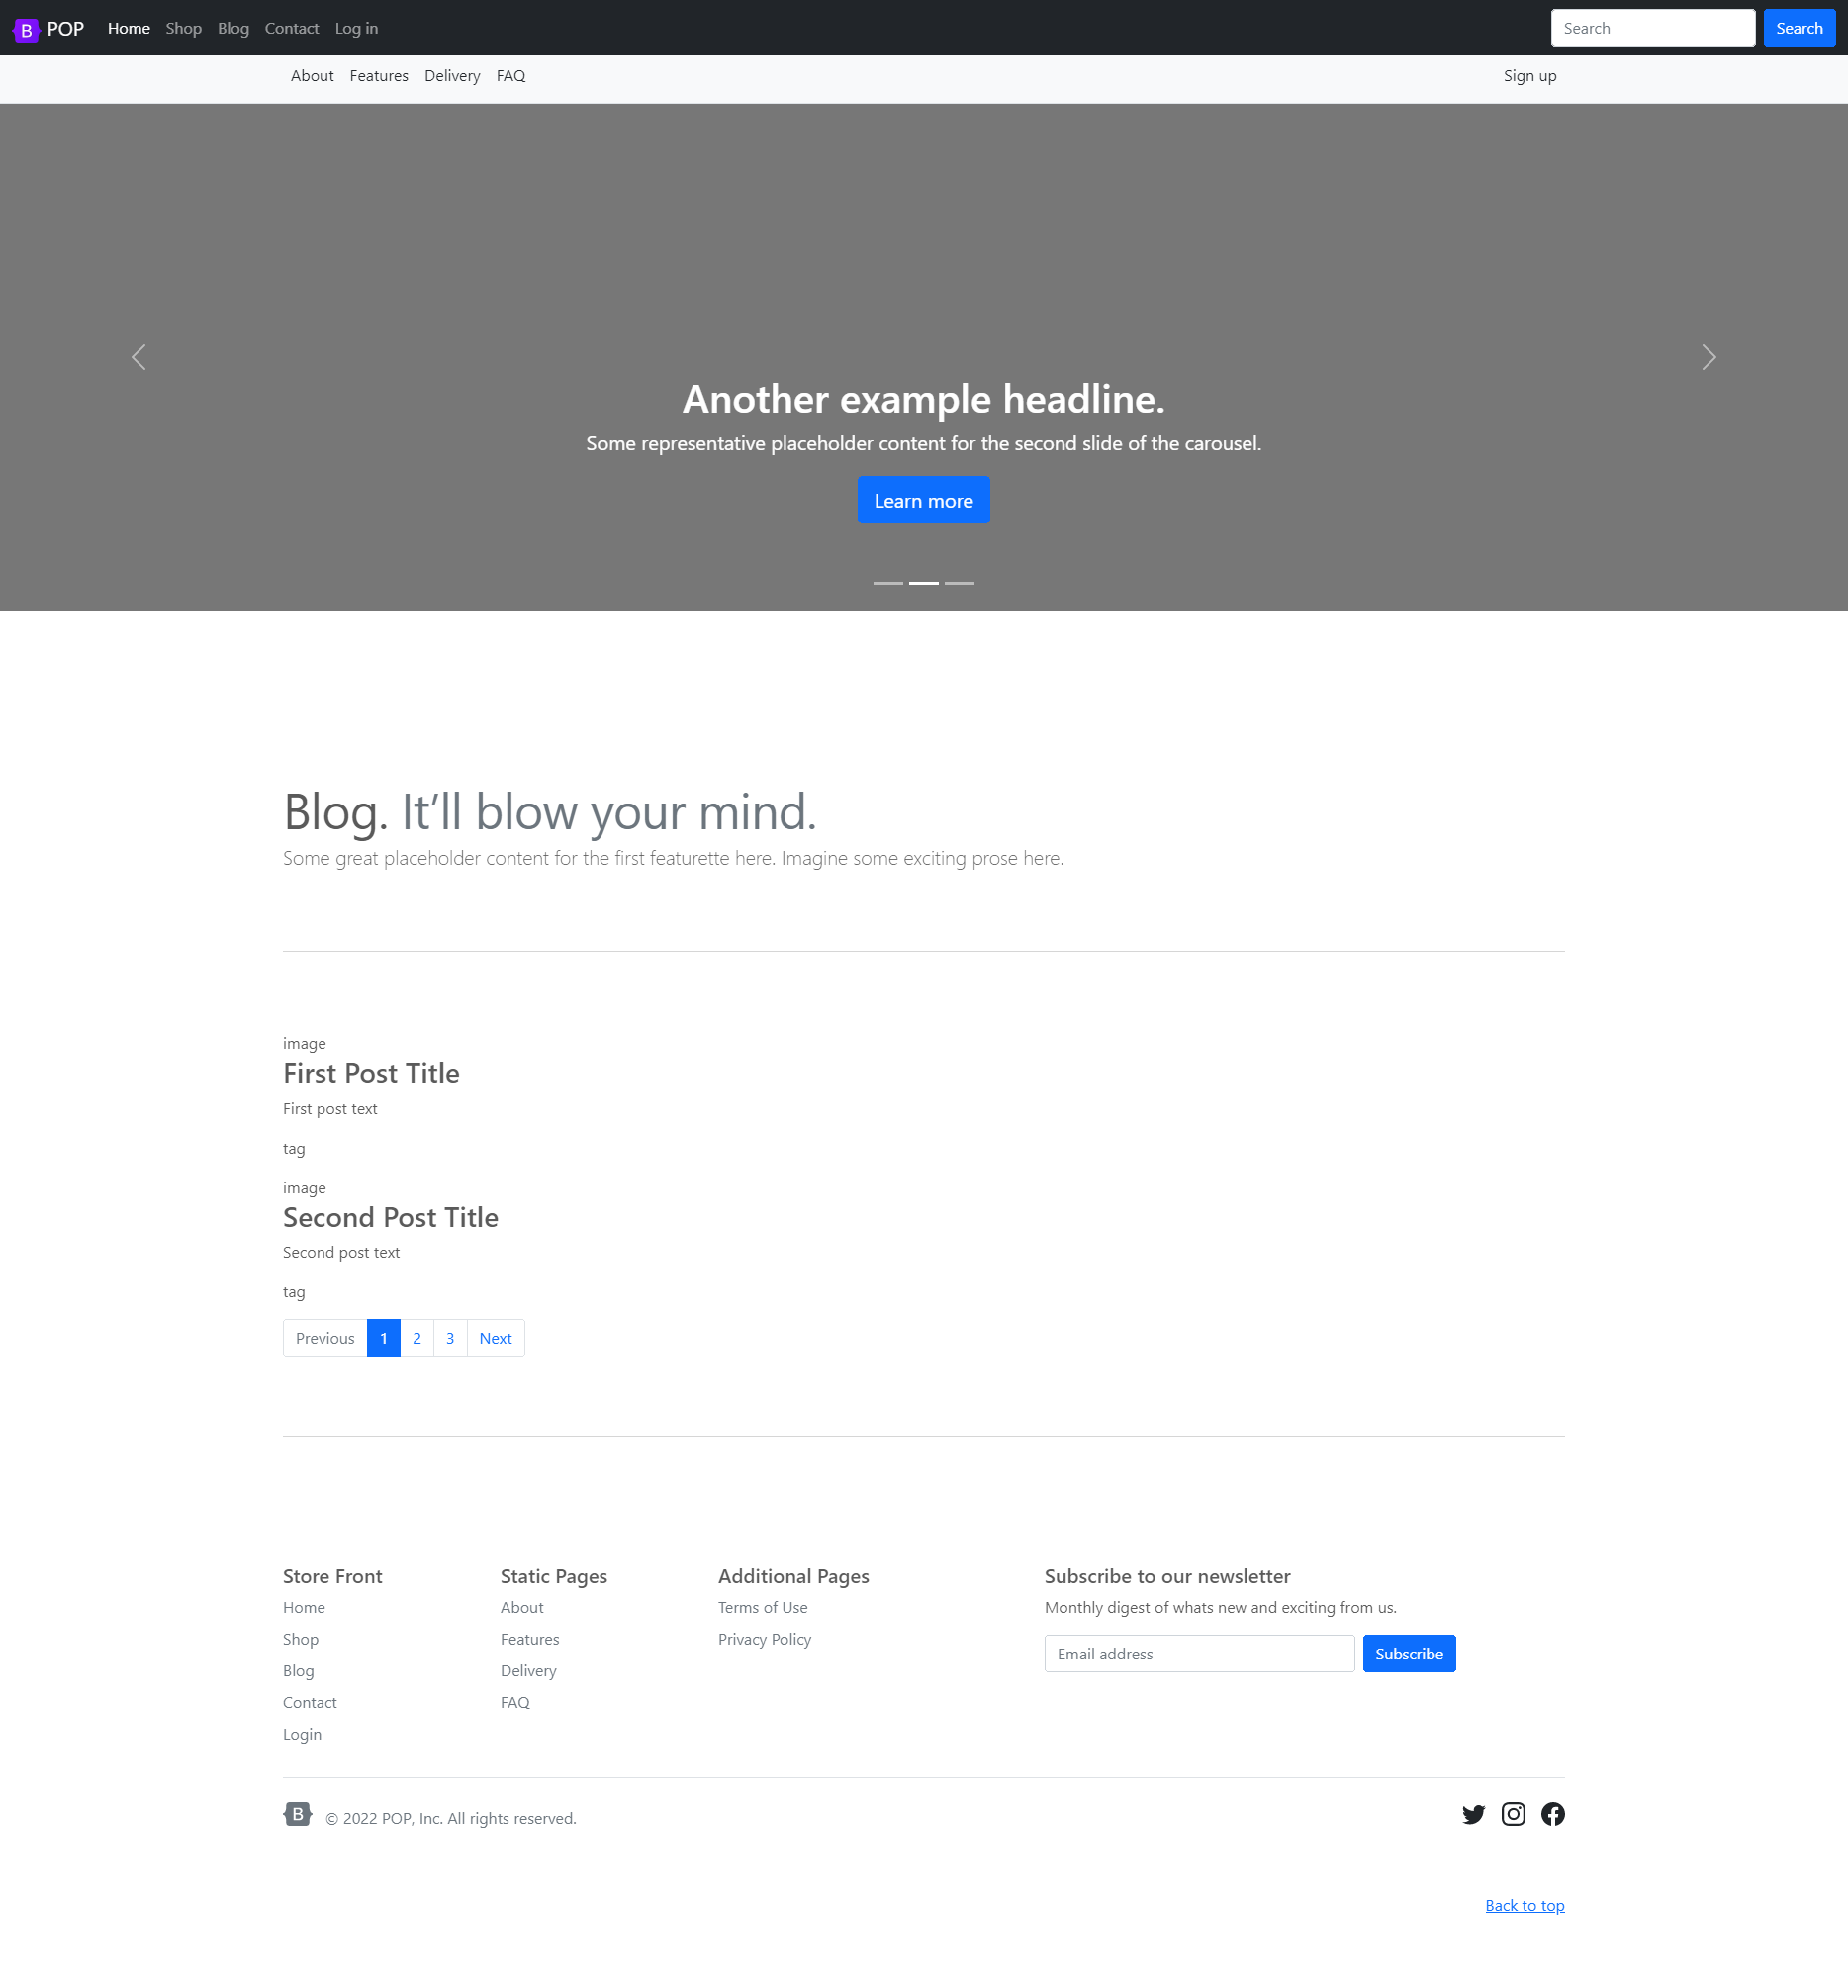 B POP Home Shop Blog Contact Log in Search Search
About Features Delivery FAQ Sign up
Another example headline.
Some representative placeholder content for the second slide of the carousel.
Learn more
Blog. It’ll blow your mind.
Some great placeholder content for the first featurette here. Imagine some exciting prose here.
image
First Post Title
First post text
tag
image
Second Post Title
Second post text
tag
Previous 1 2 3 Next
Store Front
Home
Shop
Blog
Contact
Login
Static Pages
About
Features
Delivery
FAQ
Additional Pages
Terms of Use
Privacy Policy
Subscribe to our newsletter
Monthly digest of whats new and exciting from us.
Email address Subscribe
B © 2022 POP, Inc. All rights reserved.
Back to top